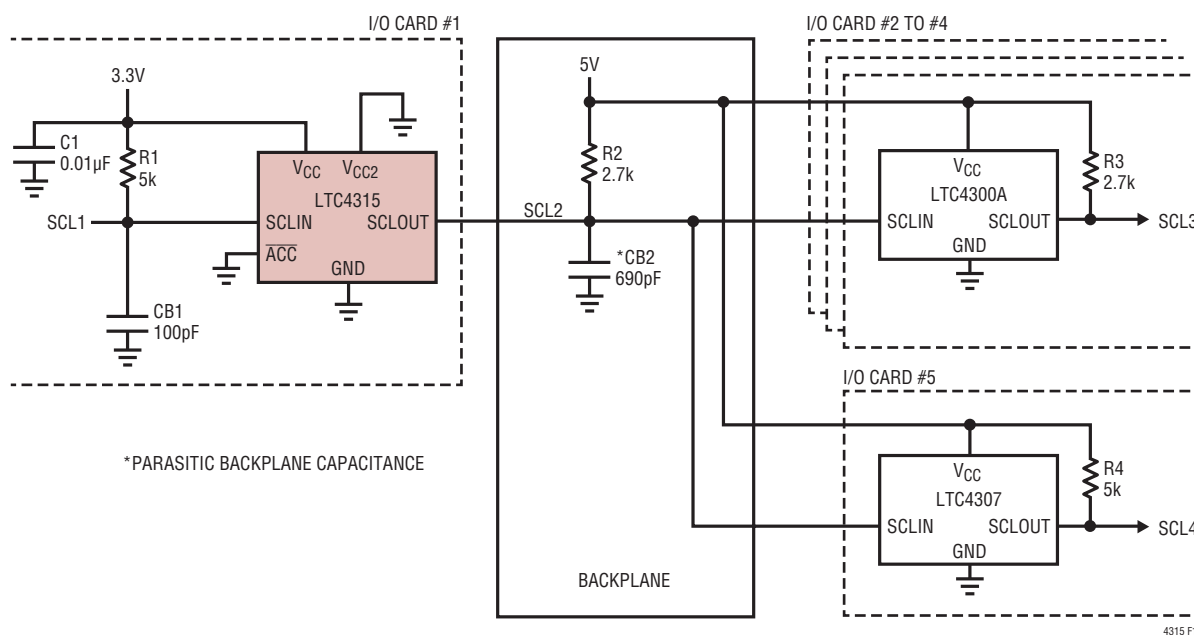 I/O CARD #1
3.3V
C1
0.01µF
R1
5k
VCC
VCC2
LTC4315
SCL1
SCLIN
SCLOUT
ACC
GND
CB1
100pF
*PARASITIC BACKPLANE CAPACITANCE
5V
R2
2.7k
SCL2
*CB2
690pF
BACKPLANE
I/O CARD #2 TO #4
VCC
LTC4300A
SCLIN
SCLOUT
GND
R3
2.7k
SCL3
I/O CARD #5
VCC
LTC4307
SCLIN
SCLOUT
GND
R4
5k
SCL4